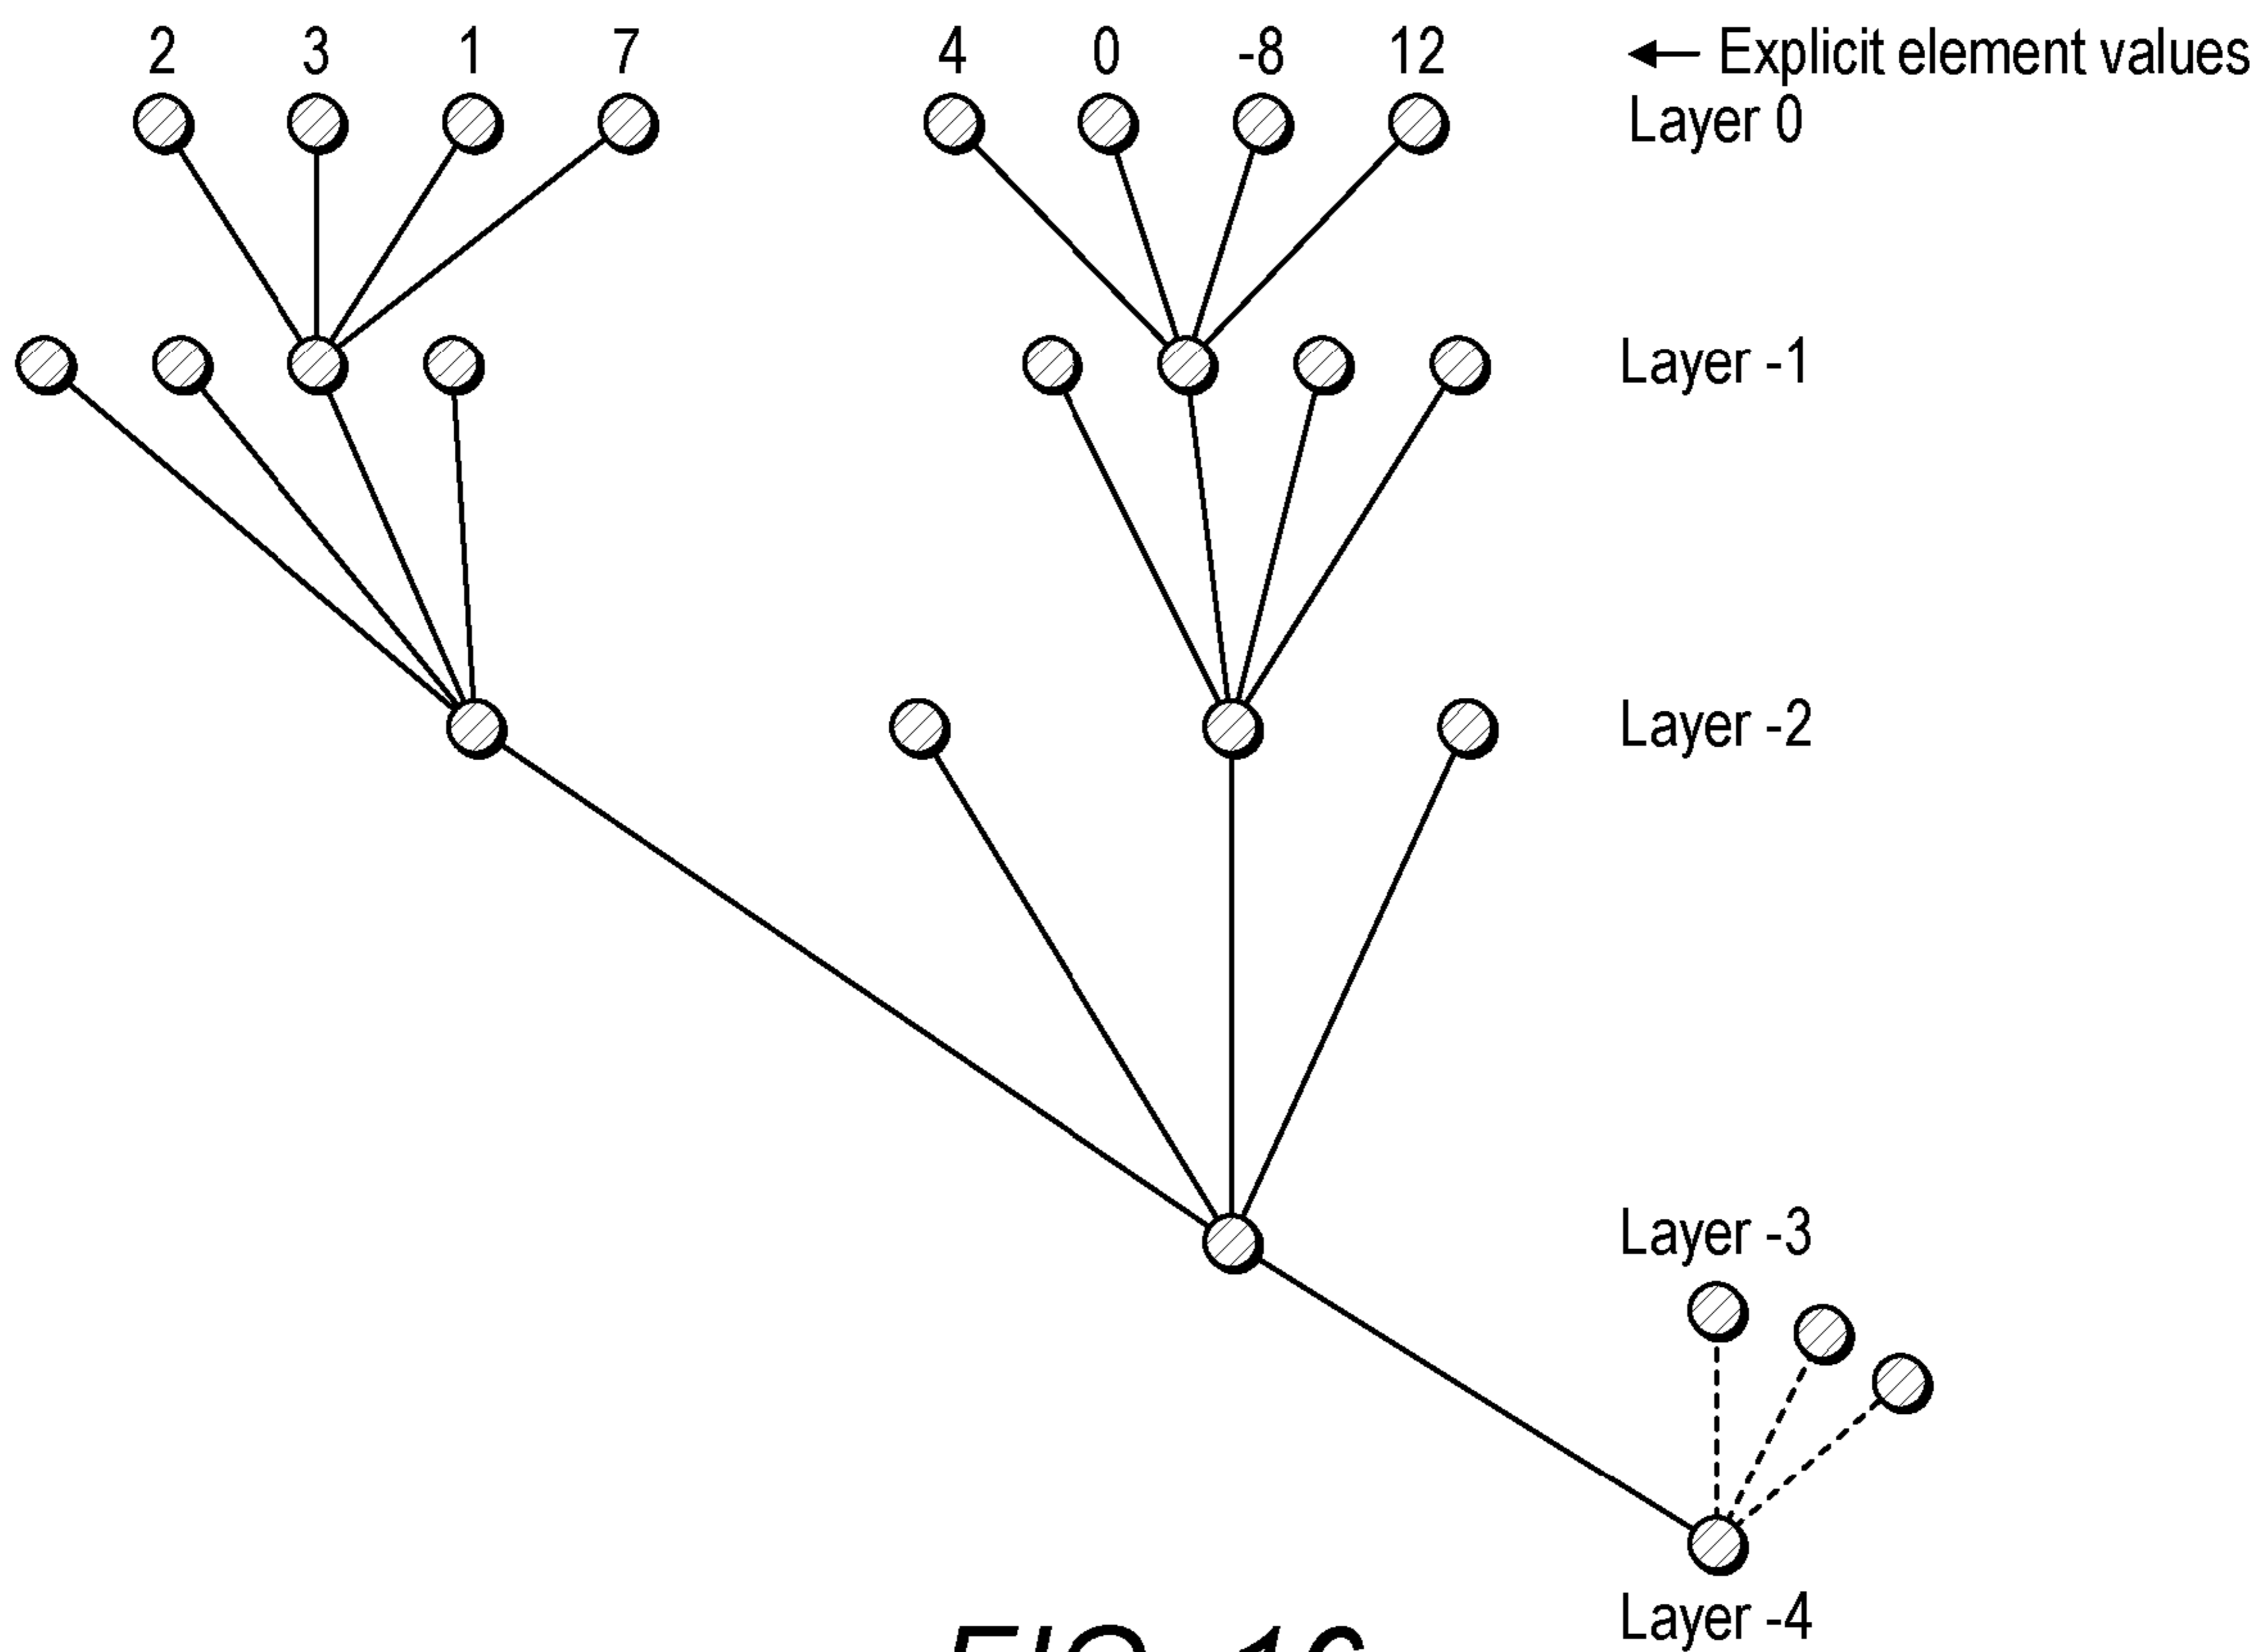 2 3 1 7 4 0 -8 12 ← Explicit element values
Layer 0
Layer -1
Layer -2
Layer -3
Layer -4